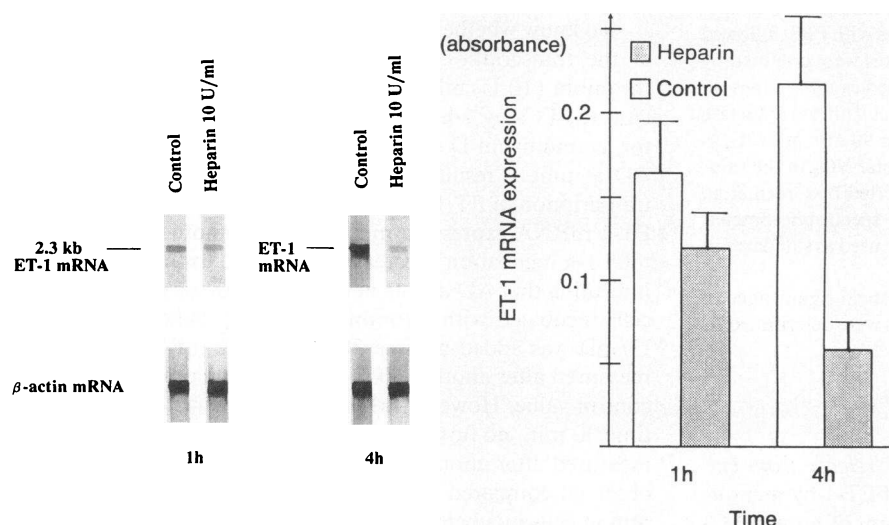 Control
Heparin 10 U/ml
Control
Heparin 10 U/ml
2.3 kb
ET-1 mRNA
ET-1
mRNA
β-actin mRNA
1h
4h
(absorbance)
Heparin
Control
0.2
0.1
ET-1 mRNA expression
1h
4h
Time